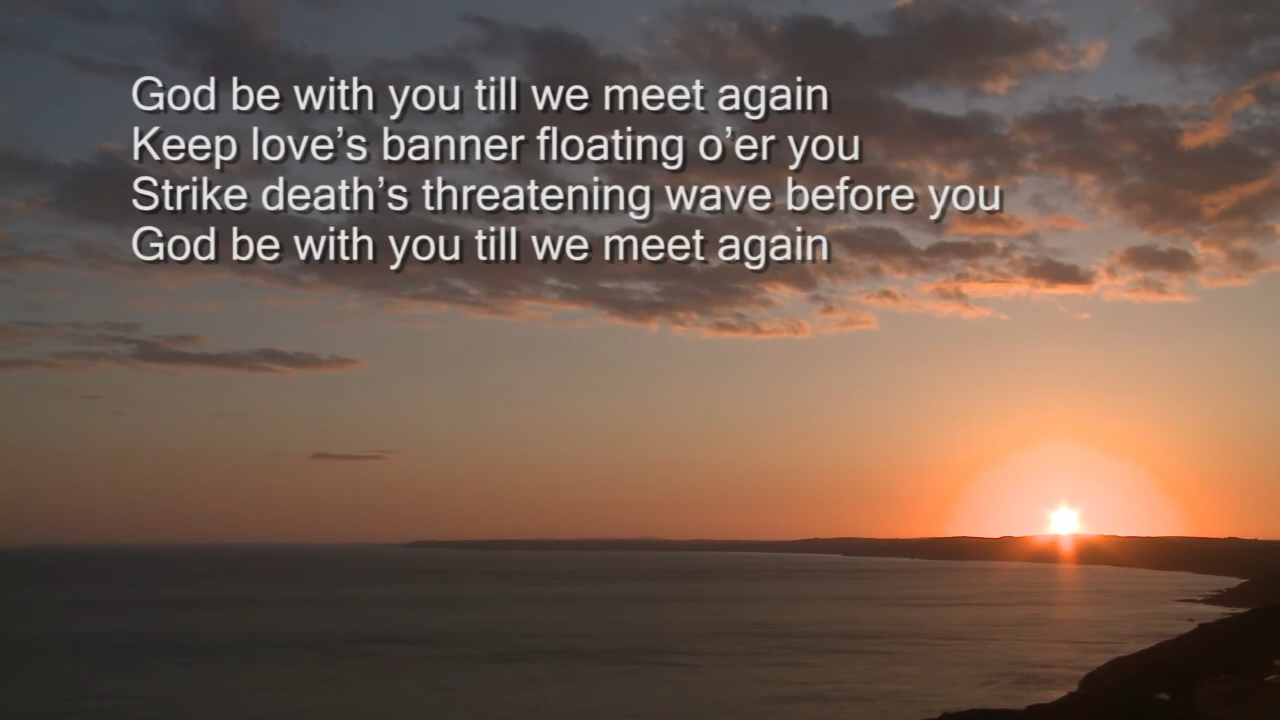 God be with you till we meet again
Keep love’s banner floating o’er you
Strike death’s threatening wave before you
God be with you till we meet again